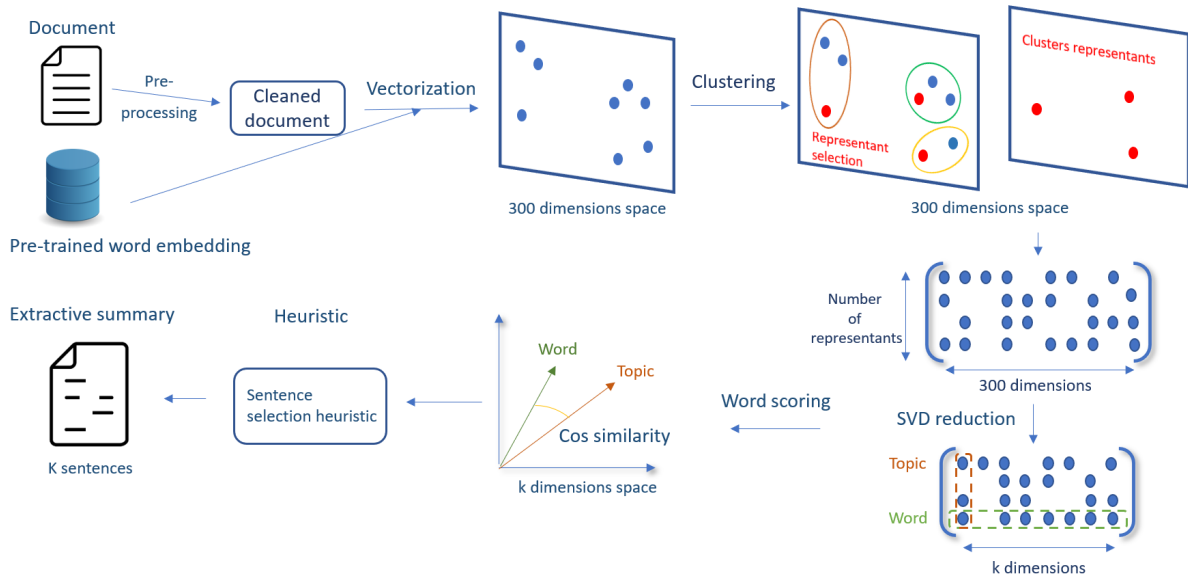 Document
Pre-
processing
Cleaned
document
Vectorization
Pre-trained word embedding
300 dimensions space
Clustering
Representant
selection
Clusters representants
300 dimensions space
Number
of
representants
300 dimensions
SVD reduction
Topic
Word
k dimensions
Word scoring
Word
Topic
Cos similarity
k dimensions space
Heuristic
Sentence
selection heuristic
Extractive summary
K sentences